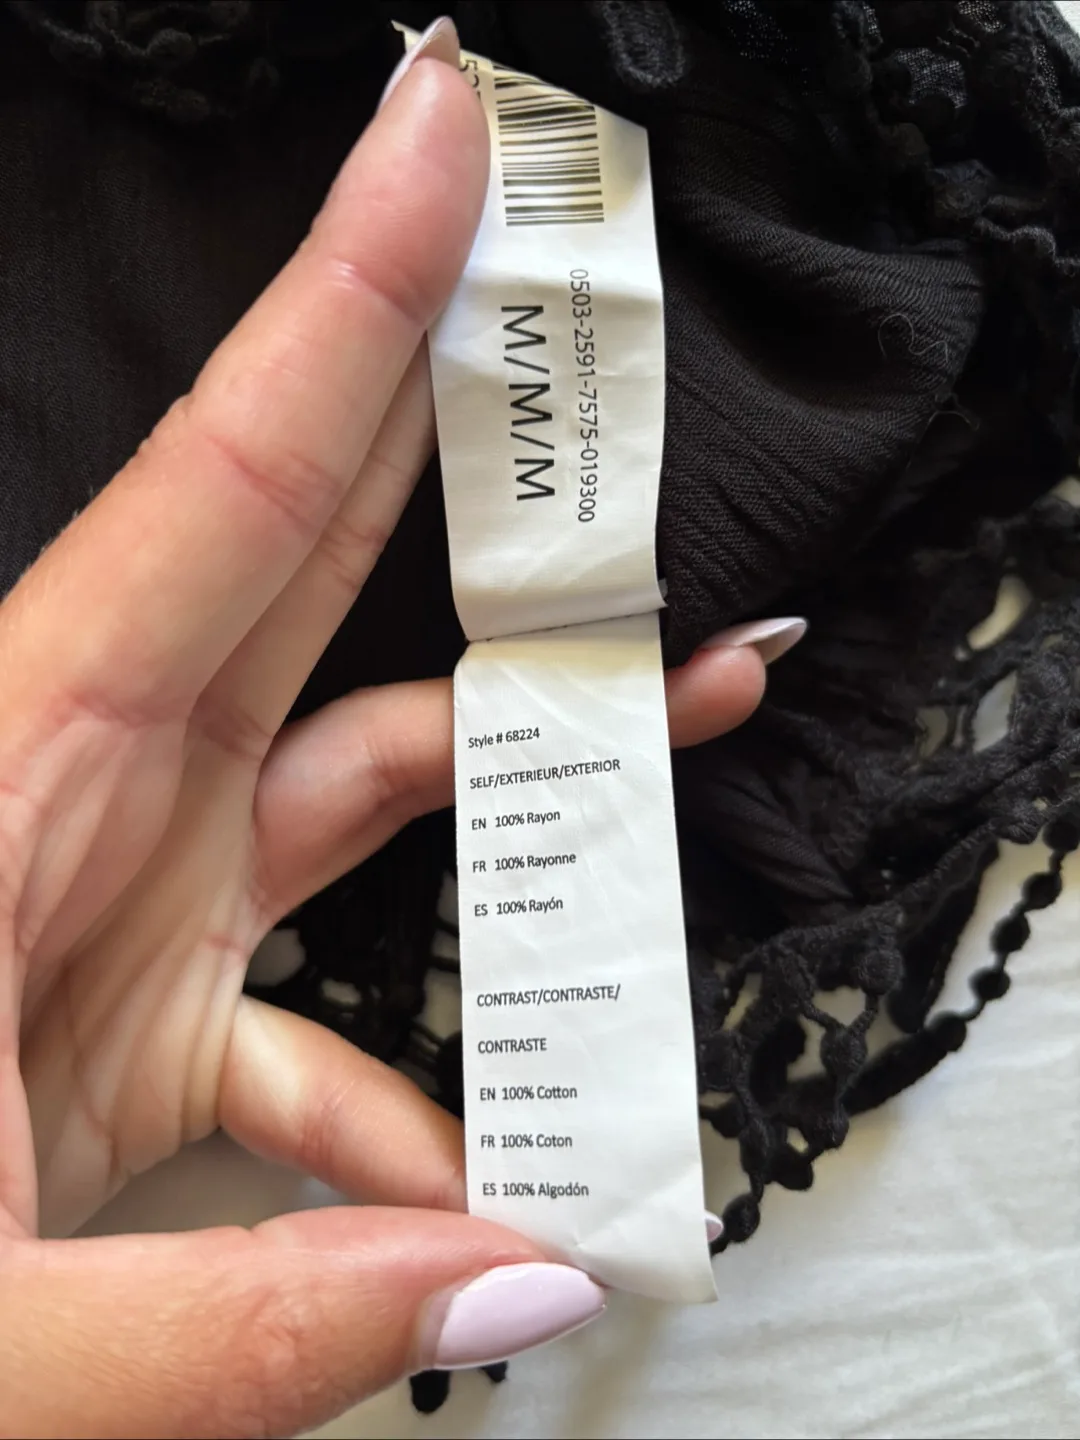 0503-2591-7575-019300
M/M/M
Style # 68224
SELF/EXTERIEUR/EXTERIOR
EN 100% Rayon
FR 100% Rayonne
ES 100% Rayón
CONTRAST/CONTRASTE/
CONTRASTE
EN 100% Cotton
FR 100% Coton
ES 100% Algodón